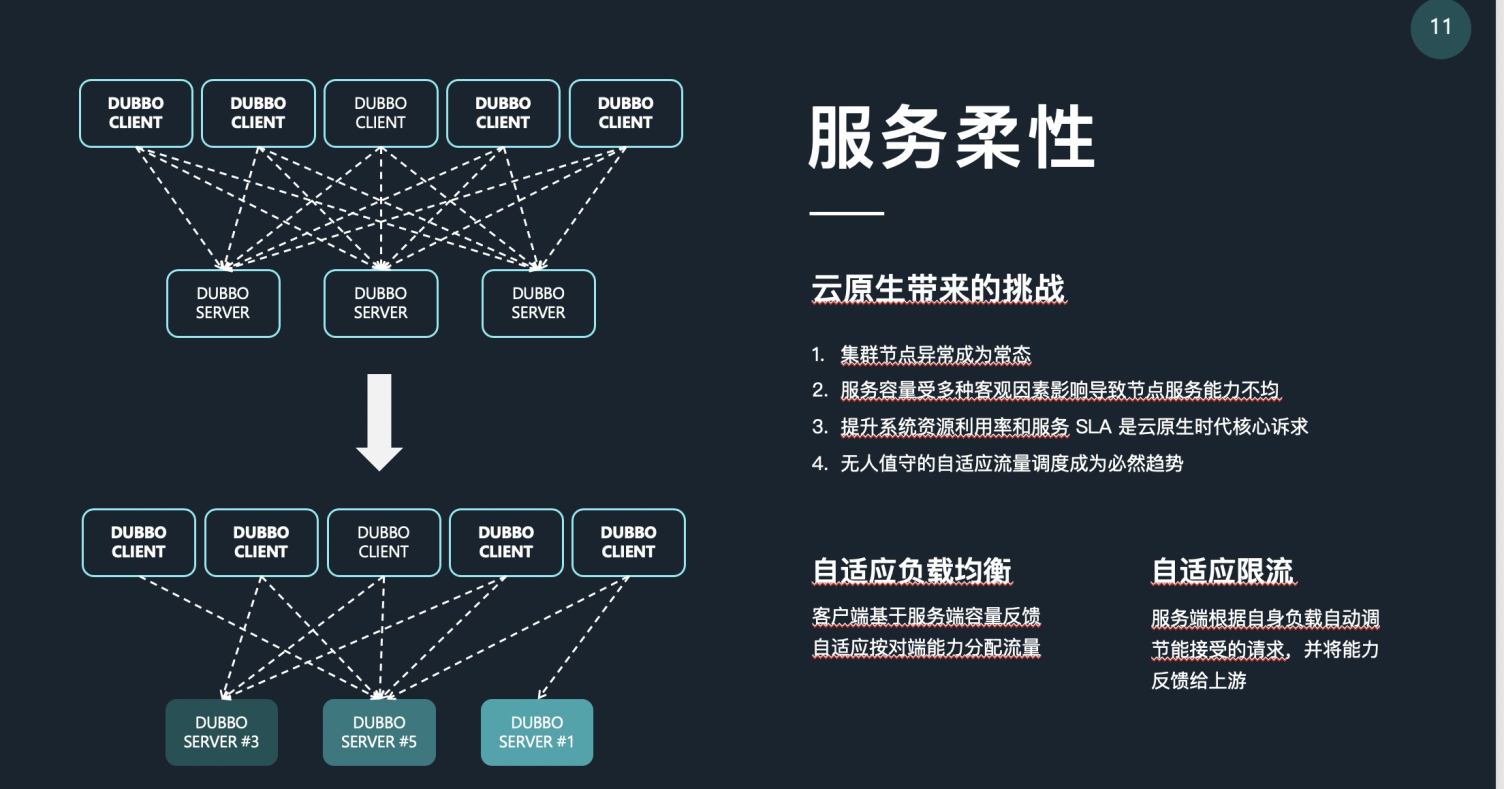 11
DUBBO
CLIENT
DUBBO
CLIENT
DUBBO
CLIENT
DUBBO
CLIENT
DUBBO
CLIENT
DUBBO
SERVER
DUBBO
SERVER
DUBBO
SERVER
DUBBO
CLIENT
DUBBO
CLIENT
DUBBO
CLIENT
DUBBO
CLIENT
DUBBO
CLIENT
DUBBO
SERVER #3
DUBBO
SERVER #5
DUBBO
SERVER #1
服务柔性
云原生带来的挑战
1. 集群节点异常成为常态
2. 服务容量受多种客观因素影响导致节点服务能力不均
3. 提升系统资源利用率和服务 SLA 是云原生时代核心诉求
4. 无人值守的自适应流量调度成为必然趋势
自适应负载均衡
客户端基于服务端容量反馈
自适应按对端能力分配流量
自适应限流
服务端根据自身负载自动调
节能接受的请求，并将能力
反馈给上游